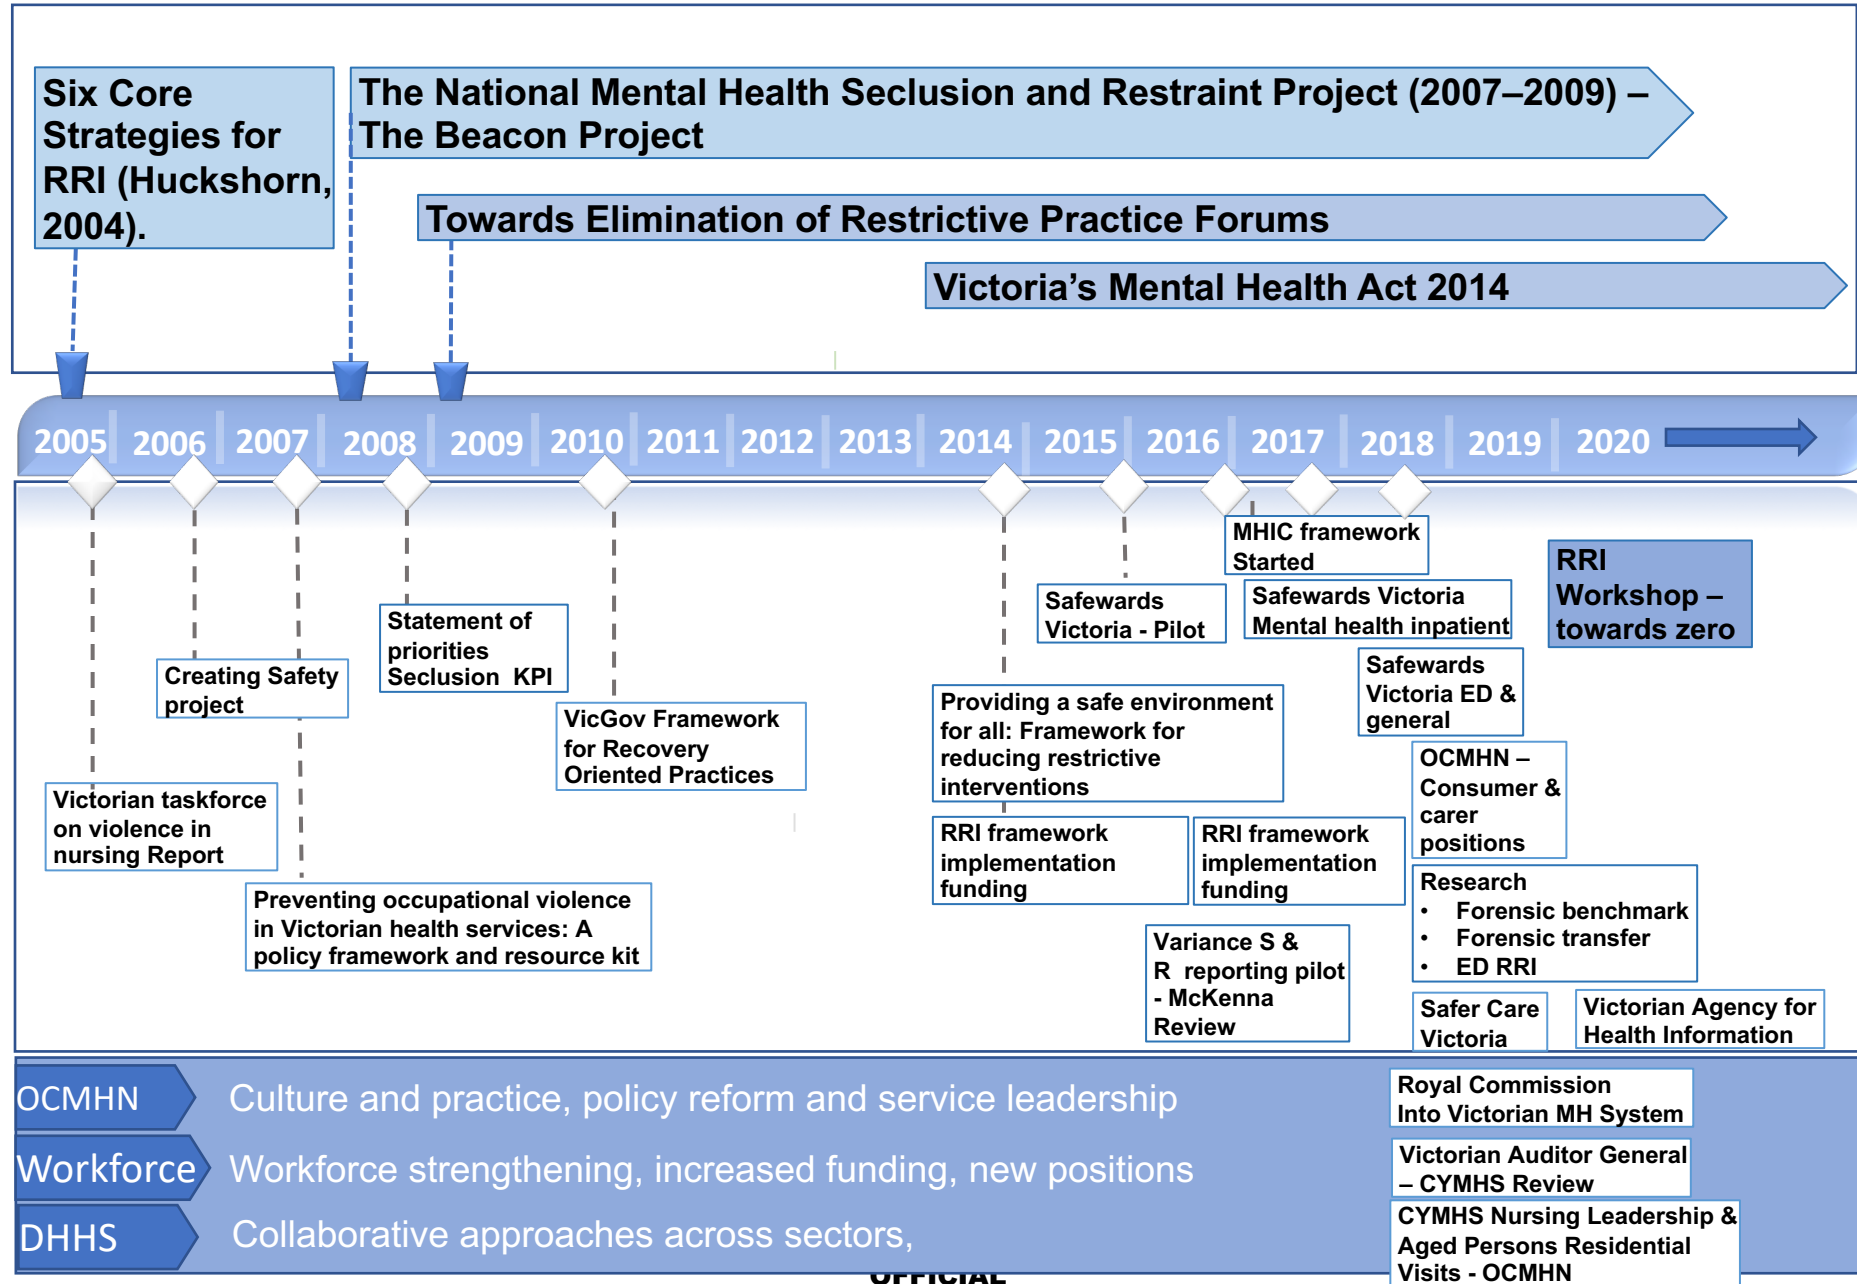 Six Core
Strategies for
RRI (Huckshorn,
2004).
The National Mental Health Seclusion and Restraint Project (2007–2009) –
The Beacon Project
Towards Elimination of Restrictive Practice Forums
Victoria’s Mental Health Act 2014
2005 2006 2007 2008 2009 2010 2011 2012 2013 2014 2015 2016 2017 2018 2019 2020
MHIC framework
Started
RRI
Workshop –
towards zero
Safewards
Victoria - Pilot
Safewards Victoria
Mental health inpatient
Statement of
priorities
Seclusion  KPI
Creating Safety
project
Safewards
Victoria ED &
general
VicGov Framework
for Recovery
Oriented Practices
Providing a safe environment
for all: Framework for
reducing restrictive
interventions
OCMHN –
Consumer &
carer
positions
Victorian taskforce
on violence in
nursing Report
RRI framework
implementation
funding
RRI framework
implementation
funding
Preventing occupational violence
in Victorian health services: A
policy framework and resource kit
Research
• Forensic benchmark
• Forensic transfer
• ED RRI
Variance S &
R  reporting pilot
- McKenna
Review
Safer Care
Victoria
Victorian Agency for
Health Information
OCMHN
Culture and practice, policy reform and service leadership
Royal Commission
Into Victorian MH System
Workforce
Workforce strengthening, increased funding, new positions
Victorian Auditor General
– CYMHS Review
DHHS
Collaborative approaches across sectors,
CYMHS Nursing Leadership &
Aged Persons Residential
Visits - OCMHN
OFFICIAL